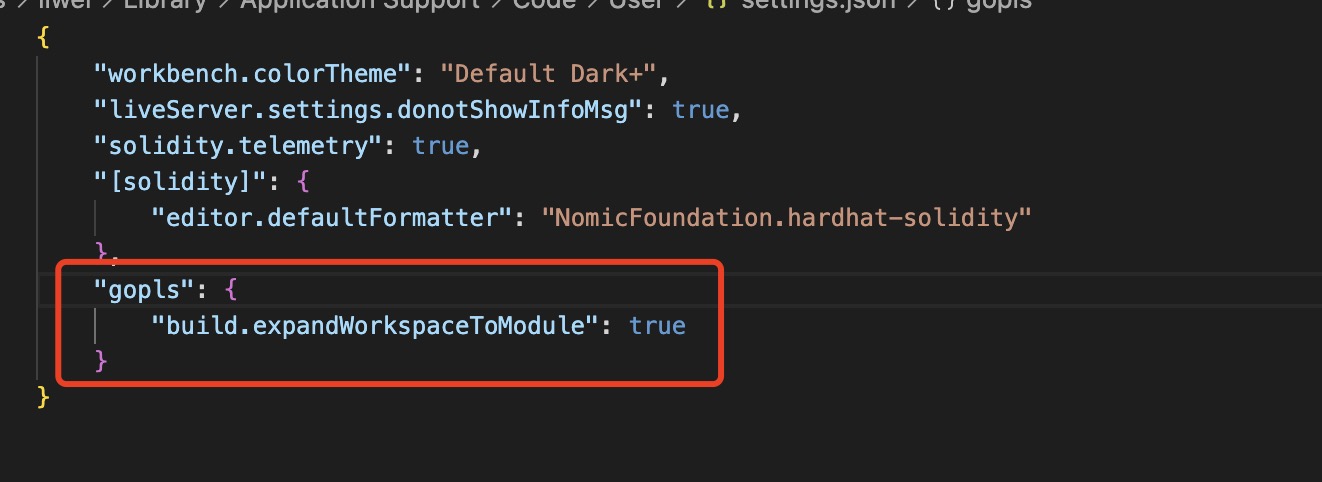 liwei > Library > Application Support > Code > User > {} settings.json > {} gopls
{
"workbench.colorTheme": "Default Dark+",
"liveServer.settings.donotShowInfoMsg": true,
"solidity.telemetry": true,
"[solidity]": {
"editor.defaultFormatter": "NomicFoundation.hardhat-solidity"
},
"gopls": {
"build.expandWorkspaceToModule": true
}
}